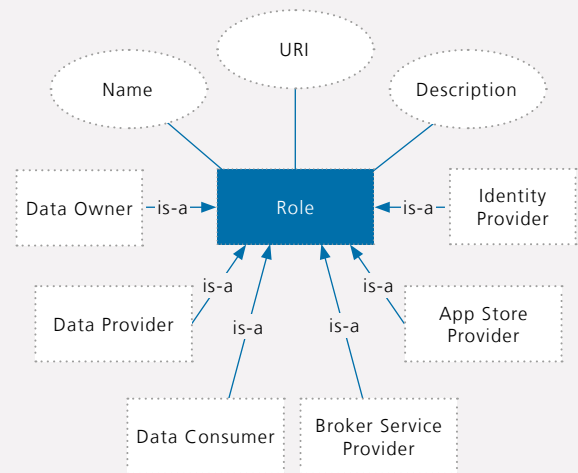 URI
Name
Description
Data Owner
is-a
Role
is-a
Identity
Provider
is-a
is-a
Data Provider
is-a
is-a
App Store
Provider
Data Consumer
Broker Service
Provider